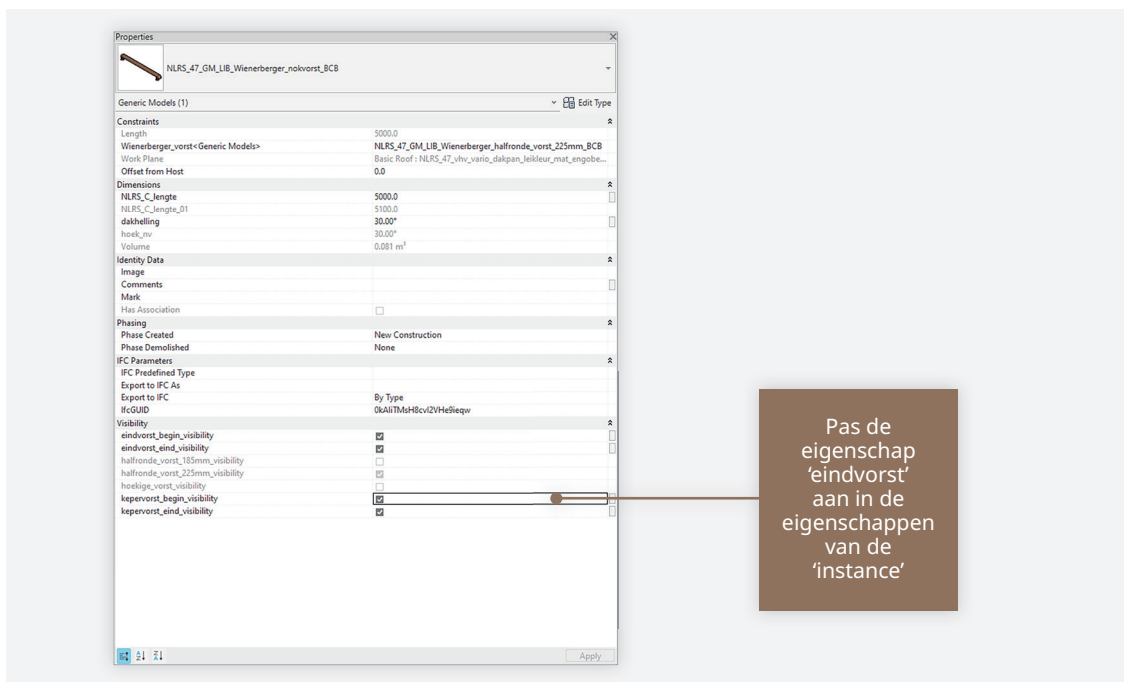 Properties
NLRS_47_GM_LIB_Wienerberger_nokvorst_BCB
Generic Models (1) Edit Type
Constraints
Length 5000.0
Wienerberger_vorst<Generic Models> NLRS_47_GM_LIB_Wienerberger_halfronde_vorst_225mm_BCB
Work Plane Basic Roof : NLRS_47_vhv_vario_dakpan_leikleur_mat_engobe...
Offset from Host 0.0
Dimensions
NLRS_C_lengte 5000.0
NLRS_C_lengte_01 5100.0
dakhelling 30.00°
hoek_nv 30.00°
Volume 0.081 m³
Identity Data
Image
Comments
Mark
Has Association
Phasing
Phase Created New Construction
Phase Demolished None
IFC Parameters
IFC Predefined Type
Export to IFC As
Export to IFC By Type
IfcGUID 0kAliTMsH8cvI2VHe9ieqw
Visibility
eindvorst_begin_visibility
eindvorst_eind_visibility
halfronde_vorst_185mm_visibility
halfronde_vorst_225mm_visibility
hoekige_vorst_visibility
kepervorst_begin_visibility
kepervorst_eind_visibility
Apply
Pas de
eigenschap
‘eindvorst’
aan in de
eigenschappen
van de
‘instance’